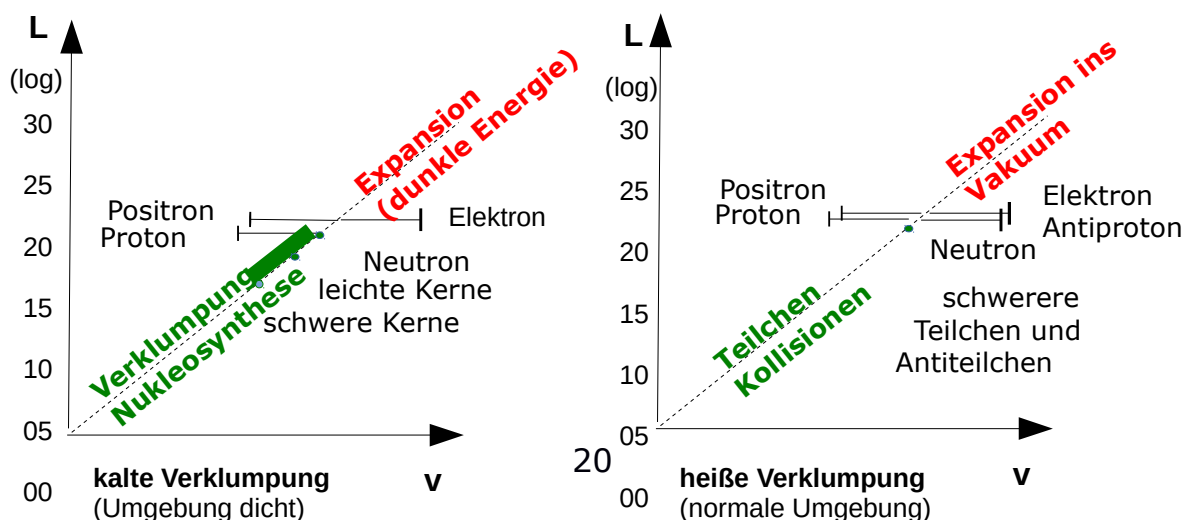 L
(log)
30
25
20
15
10
05
00
Expansion
(dunkle Energie)
Positron
Proton
Elektron
Neutron
leichte Kerne
schwere Kerne
Verklumpung
Nukleosynthese
kalte Verklumpung
(Umgebung dicht)
v
20
L
(log)
30
25
20
15
10
05
00
Expansion ins
Vakuum
Positron
Proton
Elektron
Antiproton
Neutron
schwerere
Teilchen und
Antiteilchen
Teilchen
Kollisionen
heiße Verklumpung
(normale Umgebung)
v